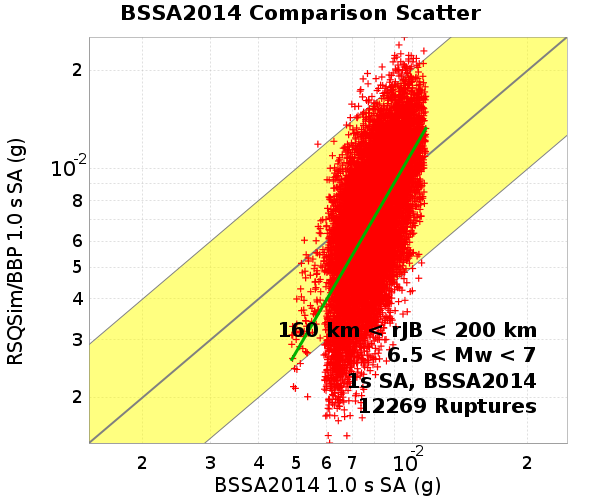 BSSA2014 Comparison Scatter
RSQSim/BBP 1.0 s SA (g)
2
10-2
8
6
5
4
3
2
160 km < rJB < 200 km
6.5 < Mw < 7
1s SA, BSSA2014
12269 Ruptures
2 3 4 5 6 7 10-2 2
BSSA2014 1.0 s SA (g)